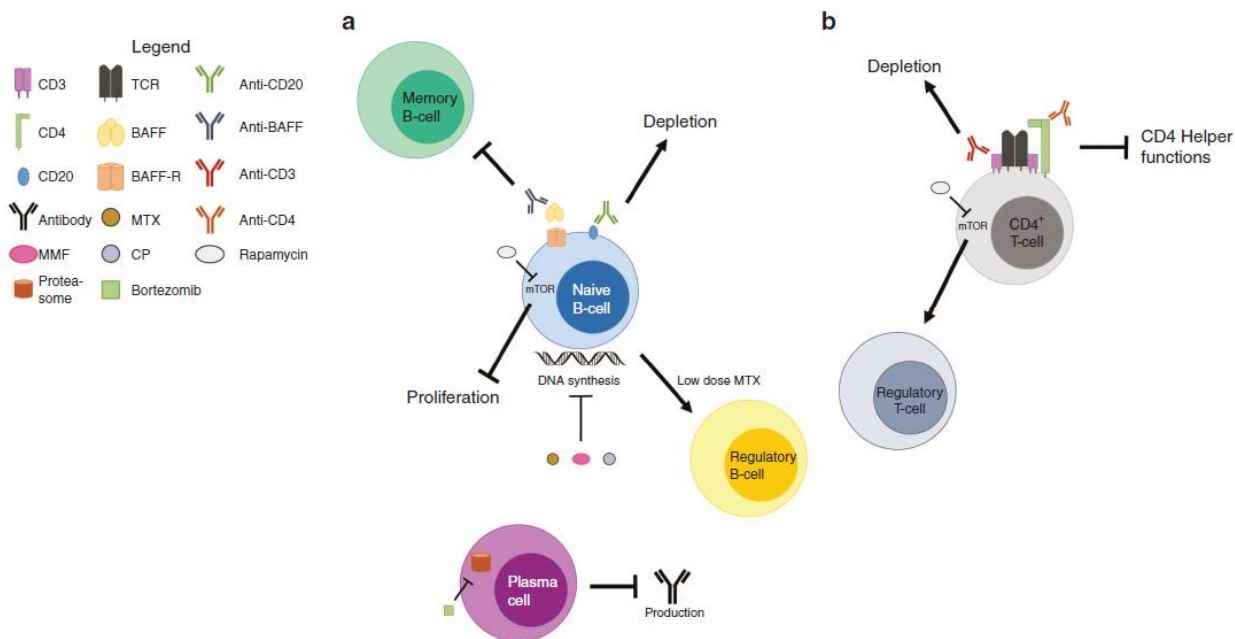 a
b
Legend
CD3
TCR
Anti-CD20
CD4
BAFF
Anti-BAFF
CD20
BAFF-R
Anti-CD3
Antibody
MTX
Anti-CD4
MMF
CP
Rapamycin
Protea-
some
Bortezomib
Memory
B-cell
Depletion
mTOR
Naive
B-cell
DNA synthesis
Proliferation
Low dose MTX
Regulatory
B-cell
Plasma
cell
Production
Depletion
CD4 Helper
functions
mTOR
CD4+
T-cell
Regulatory
T-cell